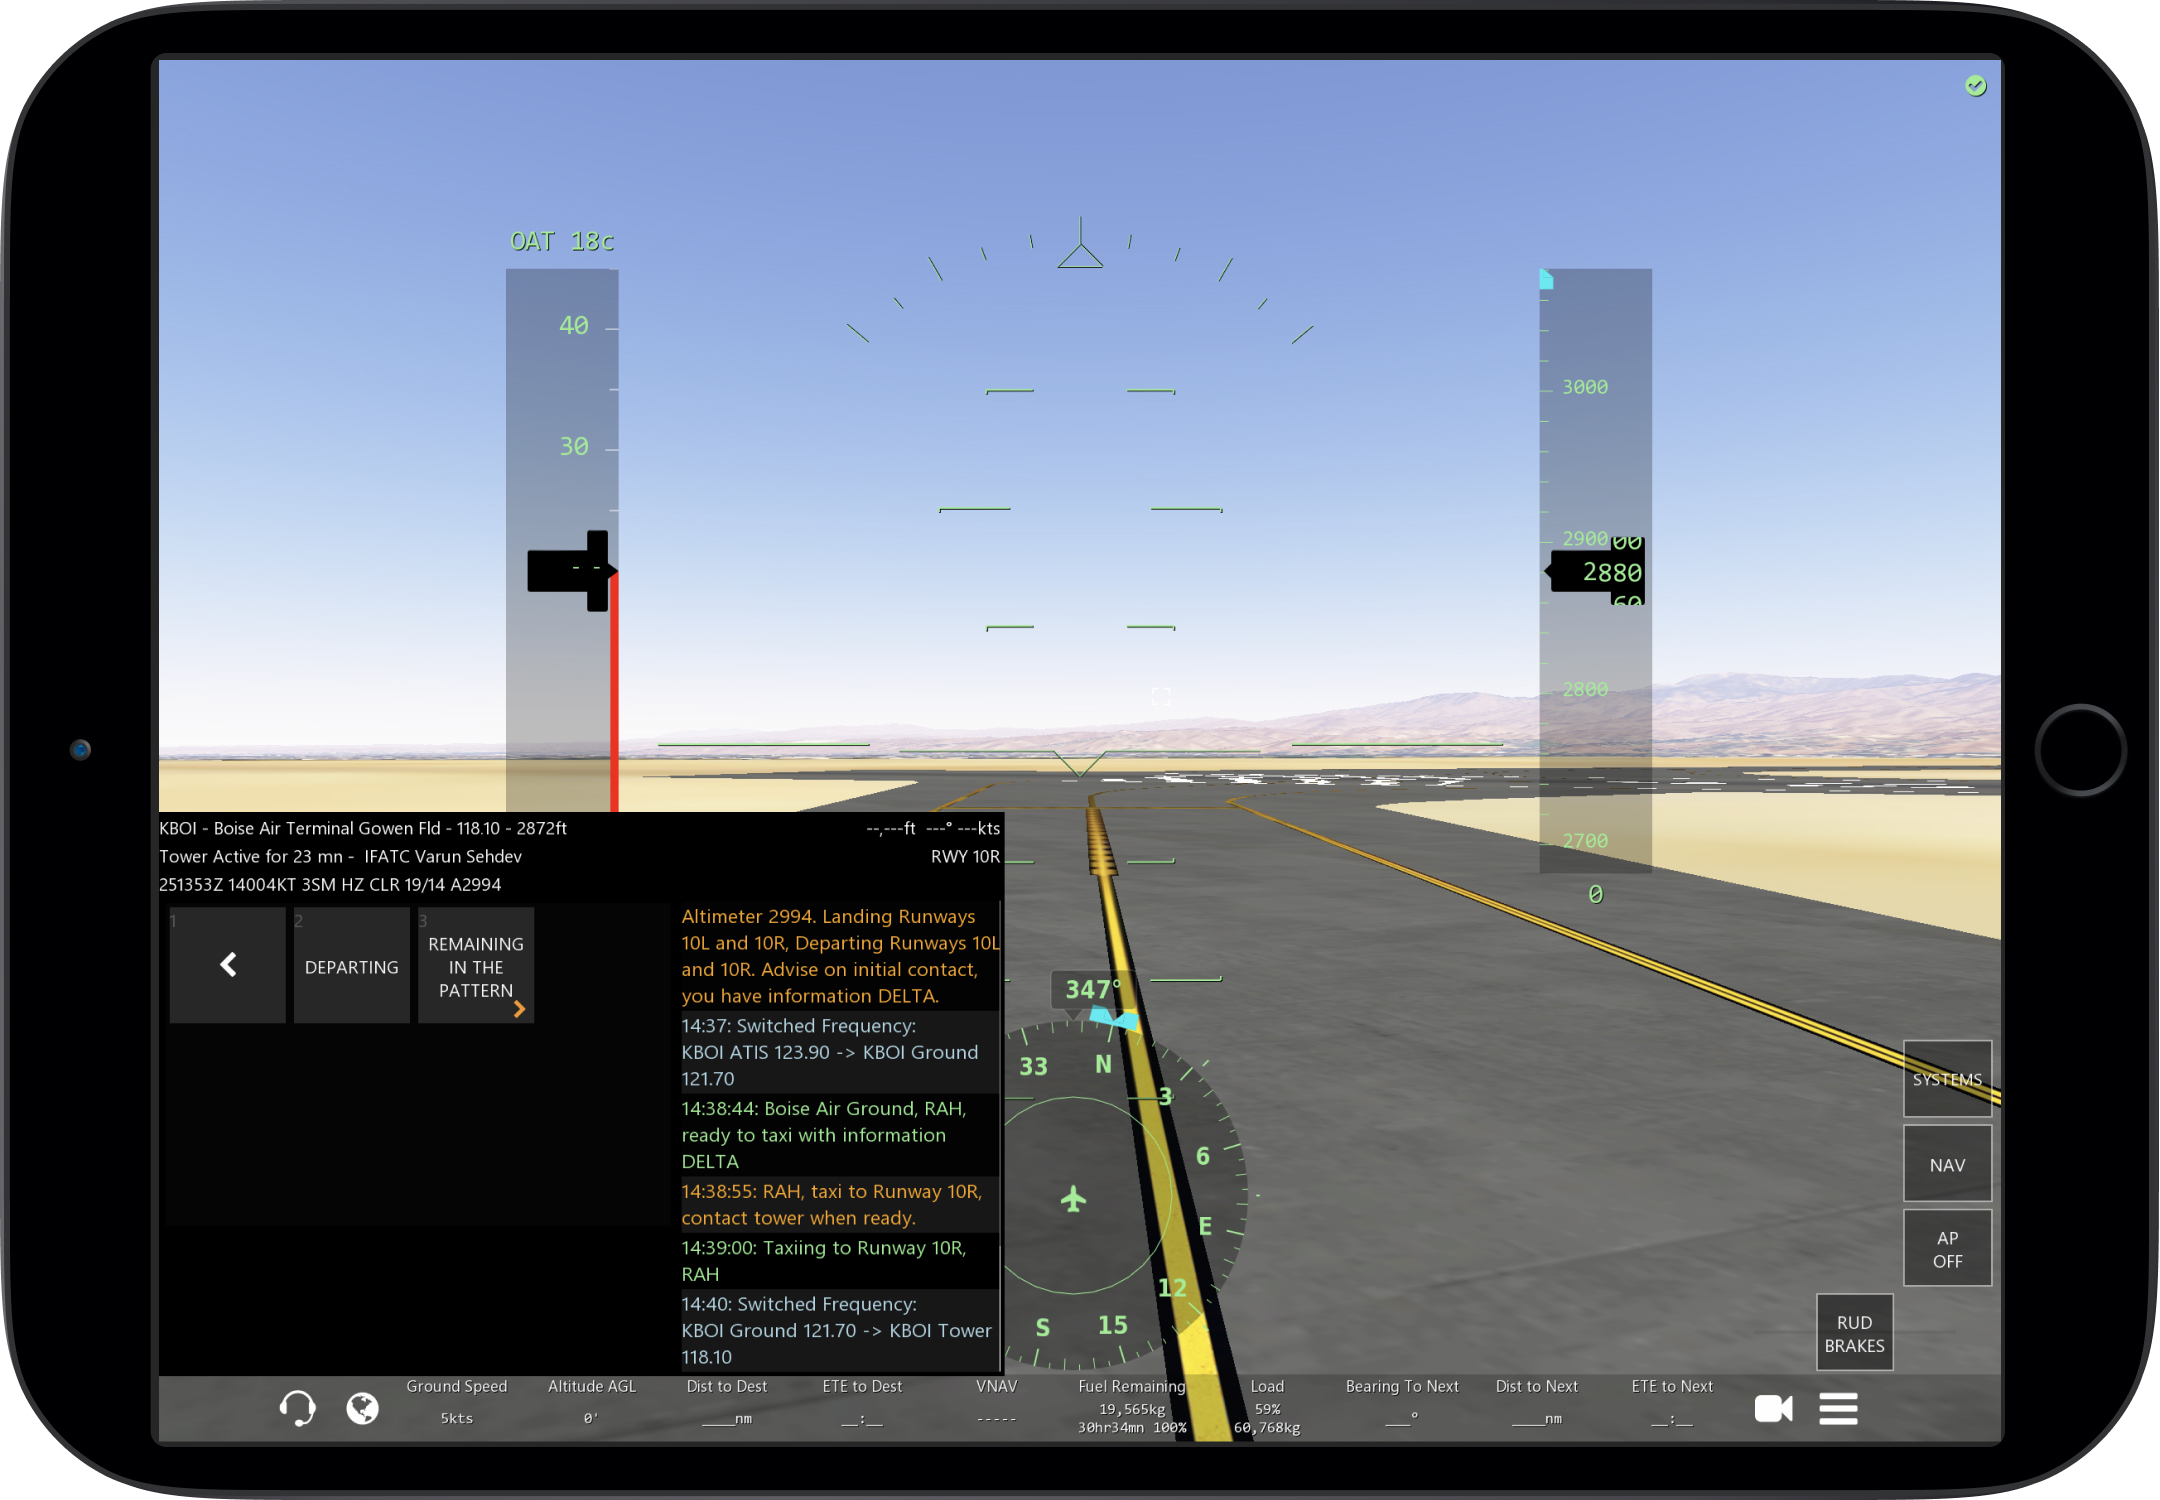 OAT 18c
40
30
- -
3000
2900
00
2880
60
2800
2700
0
KBOI - Boise Air Terminal Gowen Fld - 118.10 - 2872ft
--,---ft ---° ---kts
Tower Active for 23 mn - IFATC Varun Sehdev
RWY 10R
251353Z 14004KT 3SM HZ CLR 19/14 A2994
1
2
DEPARTING
3
REMAINING
IN THE
PATTERN
Altimeter 2994. Landing Runways
10L and 10R, Departing Runways 10L
and 10R. Advise on initial contact,
you have information DELTA.
14:37: Switched Frequency:
KBOI ATIS 123.90 -> KBOI Ground
121.70
14:38:44: Boise Air Ground, RAH,
ready to taxi with information
DELTA
14:38:55: RAH, taxi to Runway 10R,
contact tower when ready.
14:39:00: Taxiing to Runway 10R,
RAH
14:40: Switched Frequency:
KBOI Ground 121.70 -> KBOI Tower
118.10
347°
33
N
3
6
E
12
15
S
SYSTEMS
NAV
AP
OFF
RUD
BRAKES
Ground Speed
5kts
Altitude AGL
0'
Dist to Dest
___nm
ETE to Dest
__:__
VNAV
-----
Fuel Remaining
19,565kg
30hr34mn 100%
Load
59%
60,768kg
Bearing To Next
___°
Dist to Next
___nm
ETE to Next
__:__